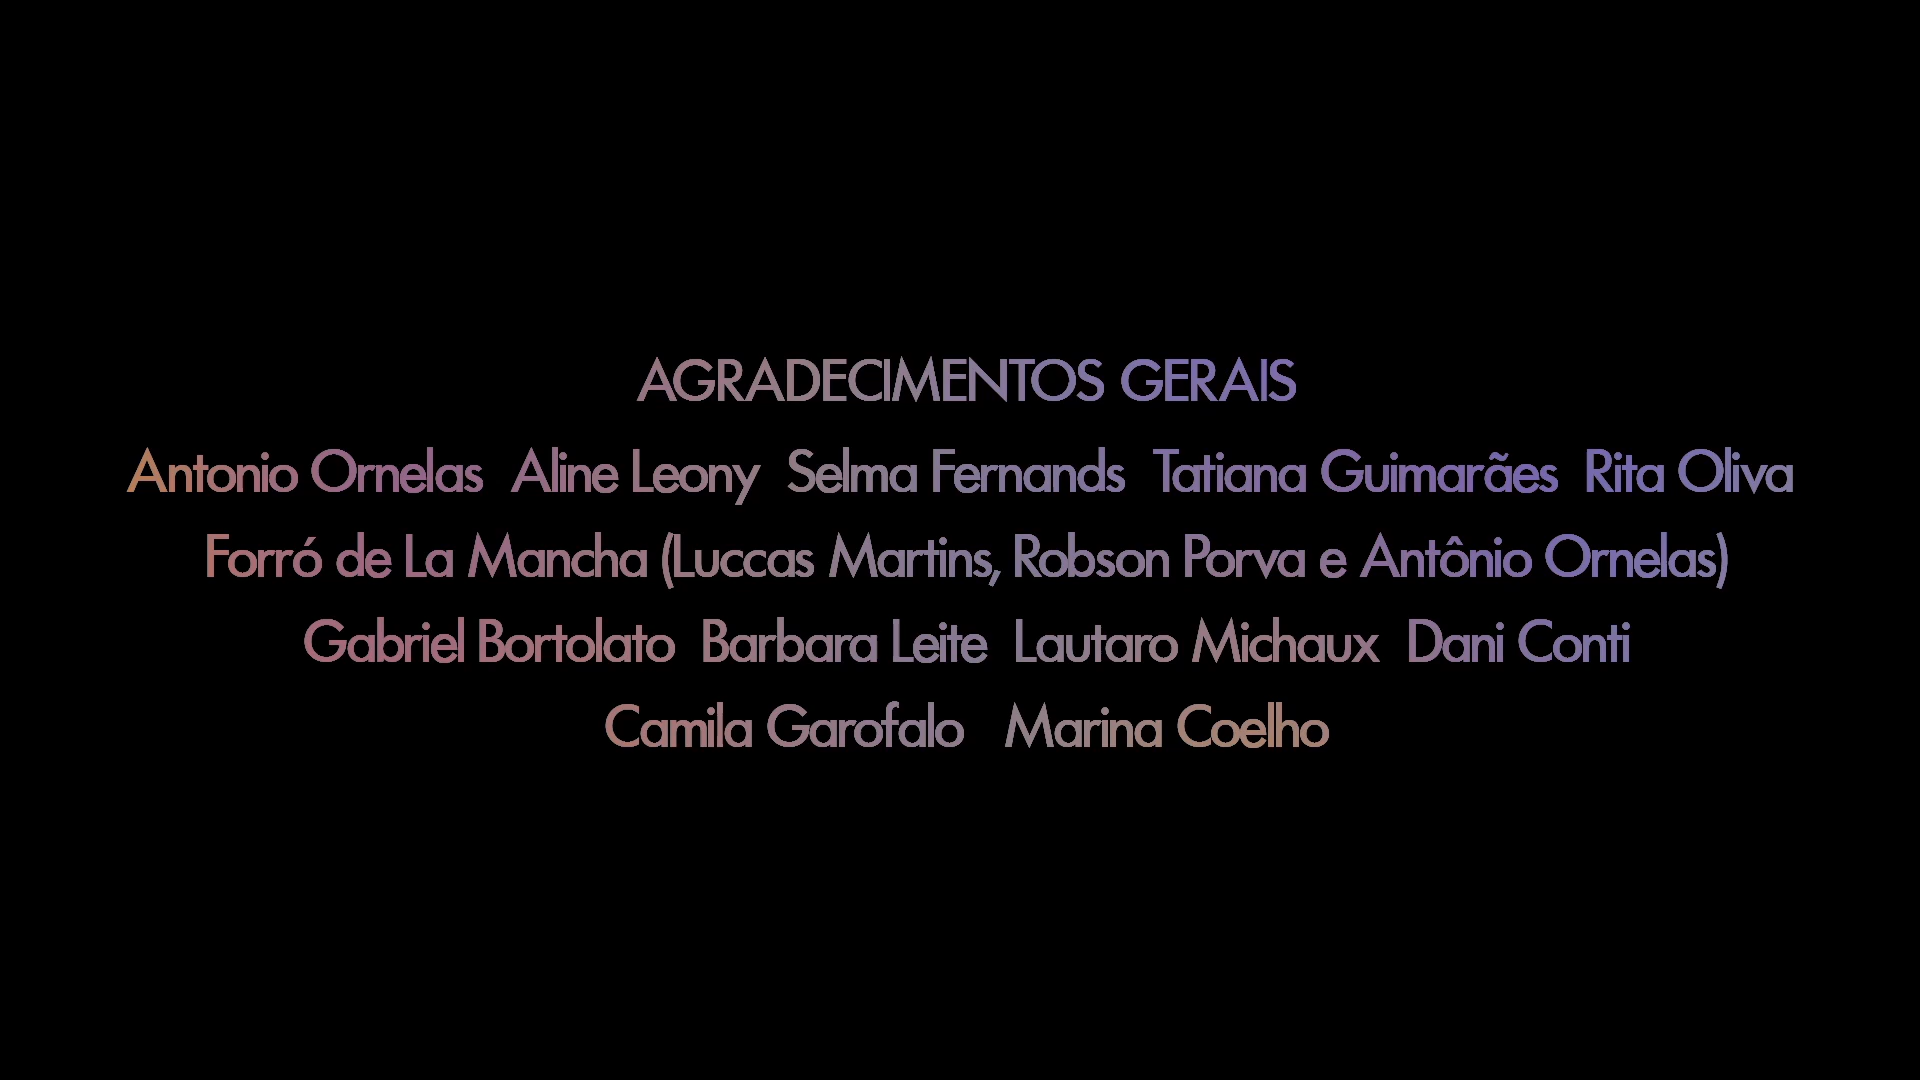 AGRADECIMENTOS GERAIS
Antonio Ornelas Aline Leony Selma Fernands Tatiana Guimarães Rita Oliva
Forró de La Mancha (Luccas Martins, Robson Porva e Antônio Ornelas)
Gabriel Bortolato Barbara Leite Lautaro Michaux Dani Conti
Camila Garofalo Marina Coelho